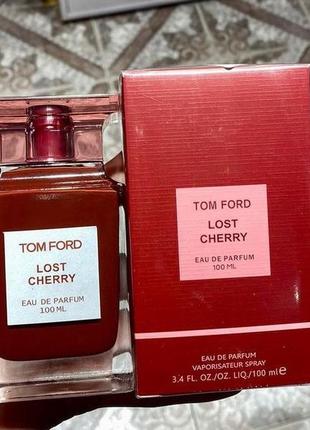 TOM FORD
LOST
CHERRY
EAU DE PARFUM
100 ML
TOM FORD
LOST
CHERRY
EAU DE PARFUM
100 ML
EAU DE PARFUM
VAPORISATEUR SPRAY
3.4 FL. OZ./OZ. LIQ./100 ml e